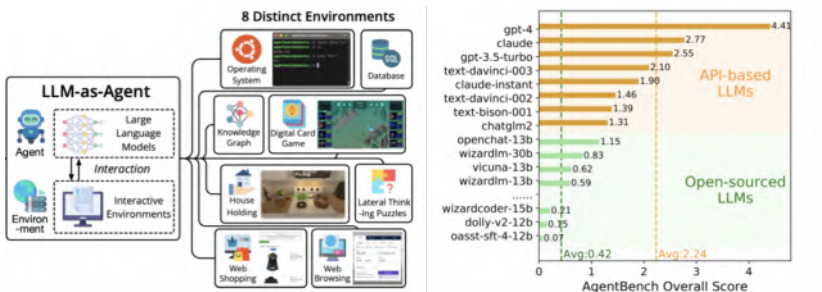 8 Distinct Environments
Operating
System
Database
SQL
LLM-as-Agent
Agent
Large
Language
Models
Interaction
Environ
-ment
Interactive
Environments
Knowledge
Graph
Digital Card
Game
House
Holding
Lateral Think
-ing Puzzles
Web
Shopping
Web
Browsing
gpt-4 4.41
claude 2.77
gpt-3.5-turbo 2.55
text-davinci-003 2.10
claude-instant 1.90
text-davinci-002 1.46
text-bison-001 1.39
chatglm2 1.31
openchat-13b 1.15
wizardlm-30b 0.83
vicuna-13b 0.62
wizardlm-13b 0.59
......
wizardcoder-15b 0.21
dolly-v2-12b 0.15
oasst-sft-4-12b 0.07
API-based
LLMs
Open-sourced
LLMs
Avg:0.42 Avg:2.24
0 1 2 3 4
AgentBench Overall Score